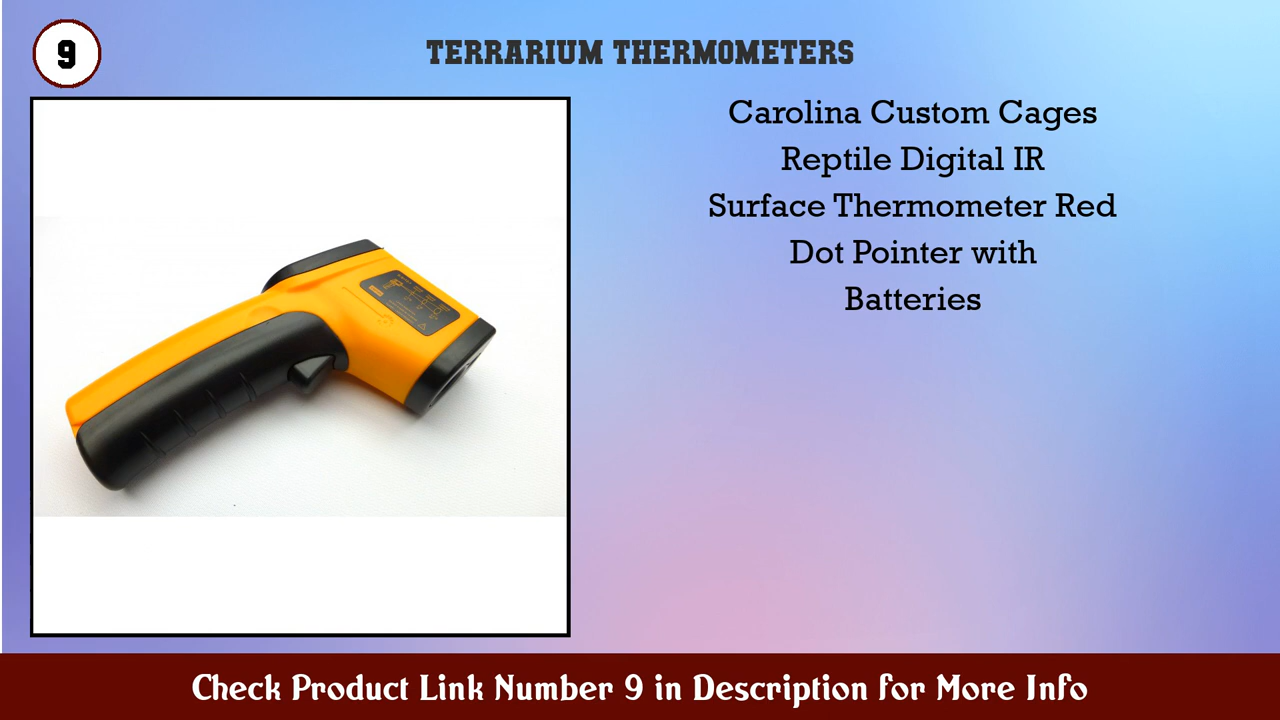 9
TERRARIUM THERMOMETERS
Carolina Custom Cages
Reptile Digital IR
Surface Thermometer Red
Dot Pointer with
Batteries
Check Product Link Number 9 in Description for More Info